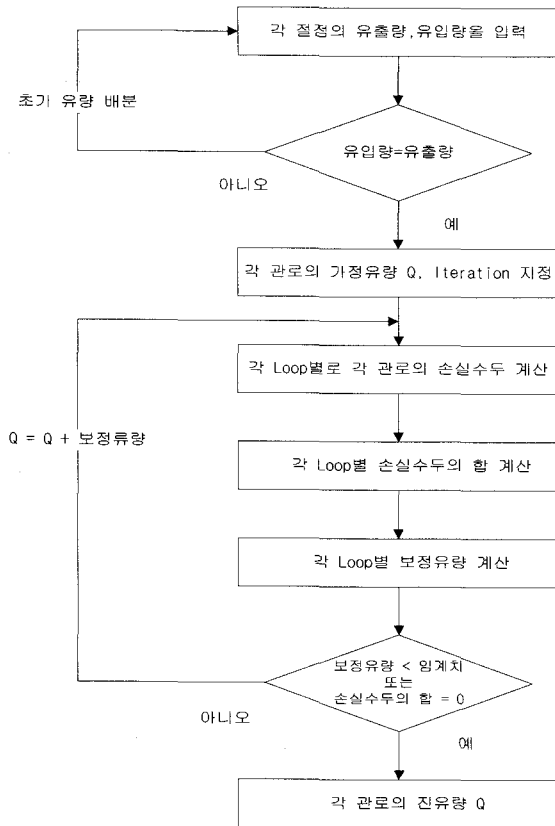 각 절점의 유출량,유입량을 입력
초기 유량 배분
유입량=유출량
아니오
예
각 관로의 가정유량 Q, Iteration 지정
각 Loop별로 각 관로의 손실수두 계산
Q = Q + 보정류량
각 Loop별 손실수두의 합 계산
각 Loop별 보정유량 계산
보정유량 < 임계치
또는
손실수두의 합 = 0
아니오
예
각 관로의 진유량 Q